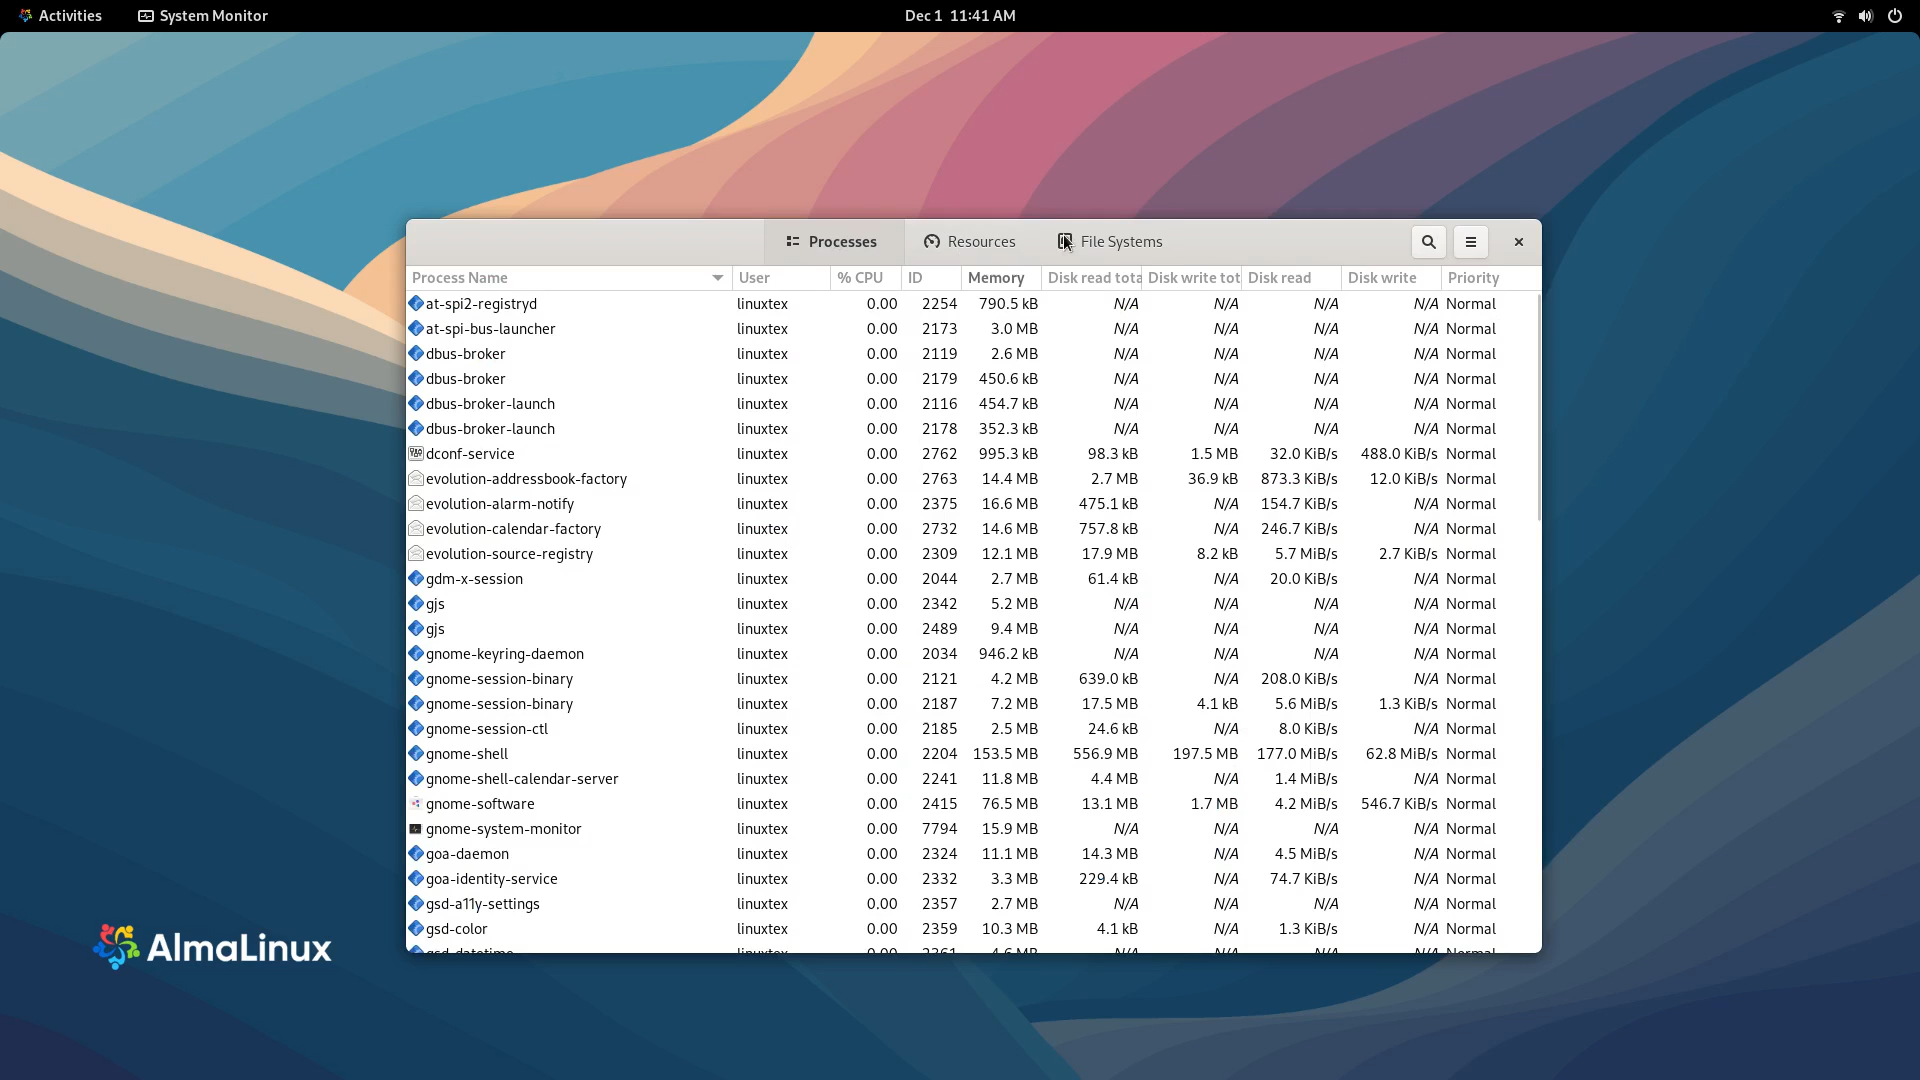 Activities System Monitor Dec 1 11:41 AM
Processes Resources File Systems
Process Name User % CPU ID Memory Disk read tota Disk write tot Disk read Disk write Priority
at-spi2-registryd linuxtex 0.00 2254 790.5 kB N/A N/A N/A N/A Normal
at-spi-bus-launcher linuxtex 0.00 2173 3.0 MB N/A N/A N/A N/A Normal
dbus-broker linuxtex 0.00 2119 2.6 MB N/A N/A N/A N/A Normal
dbus-broker linuxtex 0.00 2179 450.6 kB N/A N/A N/A N/A Normal
dbus-broker-launch linuxtex 0.00 2116 454.7 kB N/A N/A N/A N/A Normal
dbus-broker-launch linuxtex 0.00 2178 352.3 kB N/A N/A N/A N/A Normal
dconf-service linuxtex 0.00 2762 995.3 kB 98.3 kB 1.5 MB 32.0 KiB/s 488.0 KiB/s Normal
evolution-addressbook-factory linuxtex 0.00 2763 14.4 MB 2.7 MB 36.9 kB 873.3 KiB/s 12.0 KiB/s Normal
evolution-alarm-notify linuxtex 0.00 2375 16.6 MB 475.1 kB N/A 154.7 KiB/s N/A Normal
evolution-calendar-factory linuxtex 0.00 2732 14.6 MB 757.8 kB N/A 246.7 KiB/s N/A Normal
evolution-source-registry linuxtex 0.00 2309 12.1 MB 17.9 MB 8.2 kB 5.7 MiB/s 2.7 KiB/s Normal
gdm-x-session linuxtex 0.00 2044 2.7 MB 61.4 kB N/A 20.0 KiB/s N/A Normal
gjs linuxtex 0.00 2342 5.2 MB N/A N/A N/A N/A Normal
gjs linuxtex 0.00 2489 9.4 MB N/A N/A N/A N/A Normal
gnome-keyring-daemon linuxtex 0.00 2034 946.2 kB N/A N/A N/A N/A Normal
gnome-session-binary linuxtex 0.00 2121 4.2 MB 639.0 kB N/A 208.0 KiB/s N/A Normal
gnome-session-binary linuxtex 0.00 2187 7.2 MB 17.5 MB 4.1 kB 5.6 MiB/s 1.3 KiB/s Normal
gnome-session-ctl linuxtex 0.00 2185 2.5 MB 24.6 kB N/A 8.0 KiB/s N/A Normal
gnome-shell linuxtex 0.00 2204 153.5 MB 556.9 MB 197.5 MB 177.0 MiB/s 62.8 MiB/s Normal
gnome-shell-calendar-server linuxtex 0.00 2241 11.8 MB 4.4 MB N/A 1.4 MiB/s N/A Normal
gnome-software linuxtex 0.00 2415 76.5 MB 13.1 MB 1.7 MB 4.2 MiB/s 546.7 KiB/s Normal
gnome-system-monitor linuxtex 0.00 7794 15.9 MB N/A N/A N/A N/A Normal
goa-daemon linuxtex 0.00 2324 11.1 MB 14.3 MB N/A 4.5 MiB/s N/A Normal
goa-identity-service linuxtex 0.00 2332 3.3 MB 229.4 kB N/A 74.7 KiB/s N/A Normal
gsd-a11y-settings linuxtex 0.00 2357 2.7 MB N/A N/A N/A N/A Normal
gsd-color linuxtex 0.00 2359 10.3 MB 4.1 kB N/A 1.3 KiB/s N/A Normal
AlmaLinux